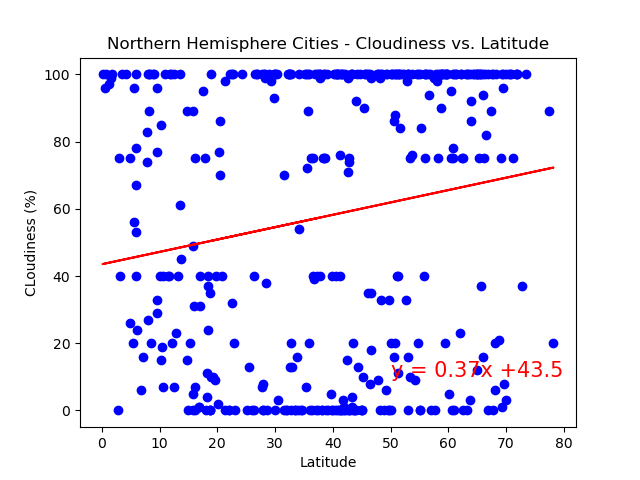 Northern Hemisphere Cities - Cloudiness vs. Latitude
CLoudiness (%)
100
80
60
40
20
0
y = 0.37x +43.5
0 10 20 30 40 50 60 70 80
Latitude